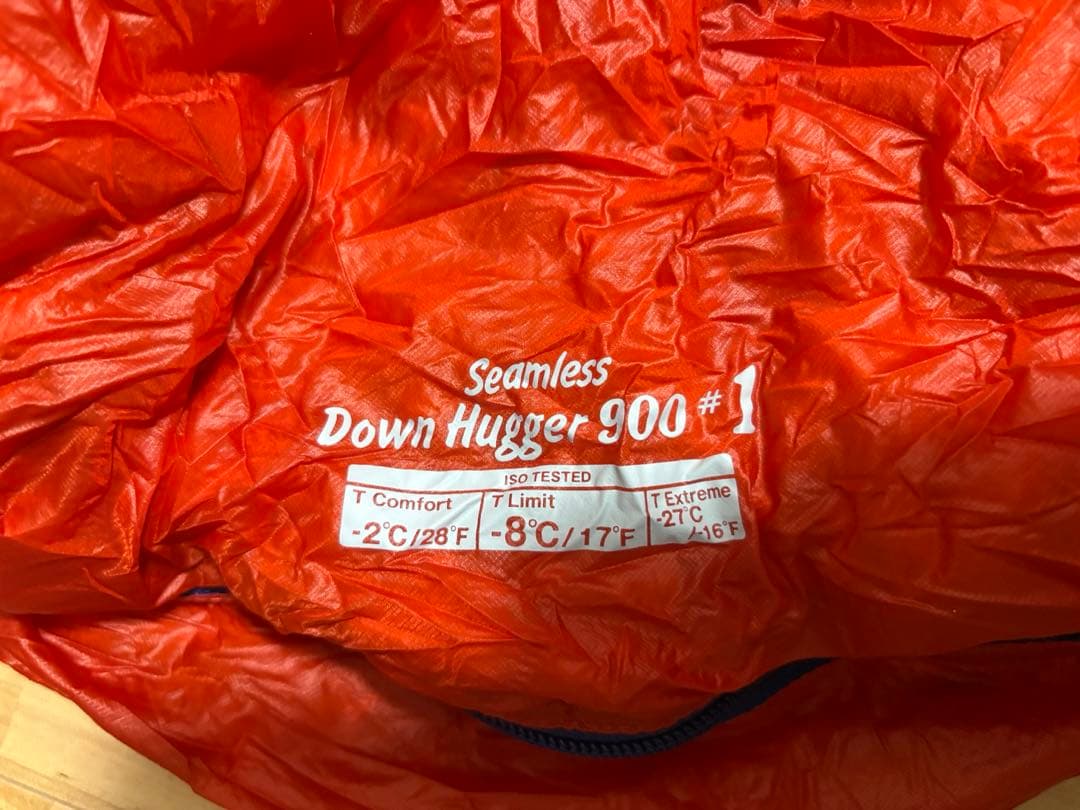 Seamless
Down Hugger 900 #1
ISO TESTED
T Comfort T Limit T Extreme
-2°C/28°F -8°C/17°F -27°C
/-16°F